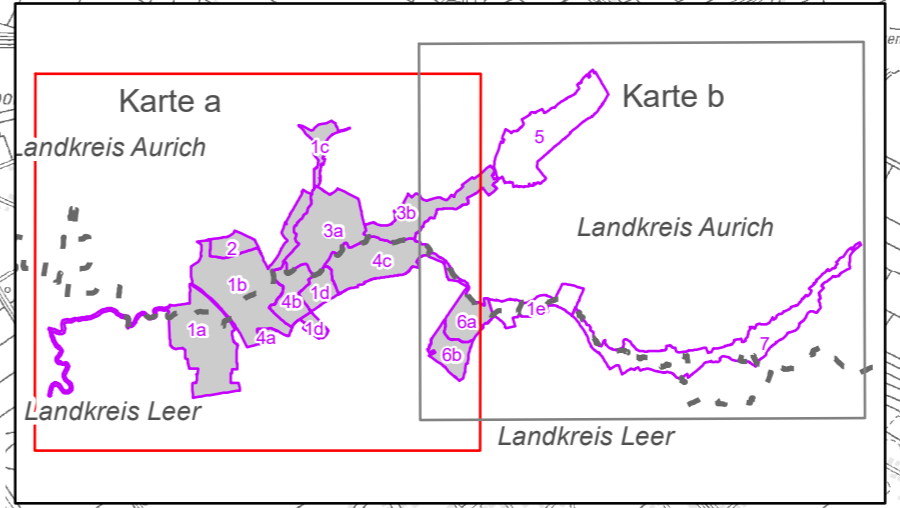 Karte a
Karte b
Landkreis Aurich
1c
5
3b
3a
Landkreis Aurich
2
4c
1b
1d
4b
1e
1a
6a
1d
4a
7
6b
Landkreis Leer
Landkreis Leer